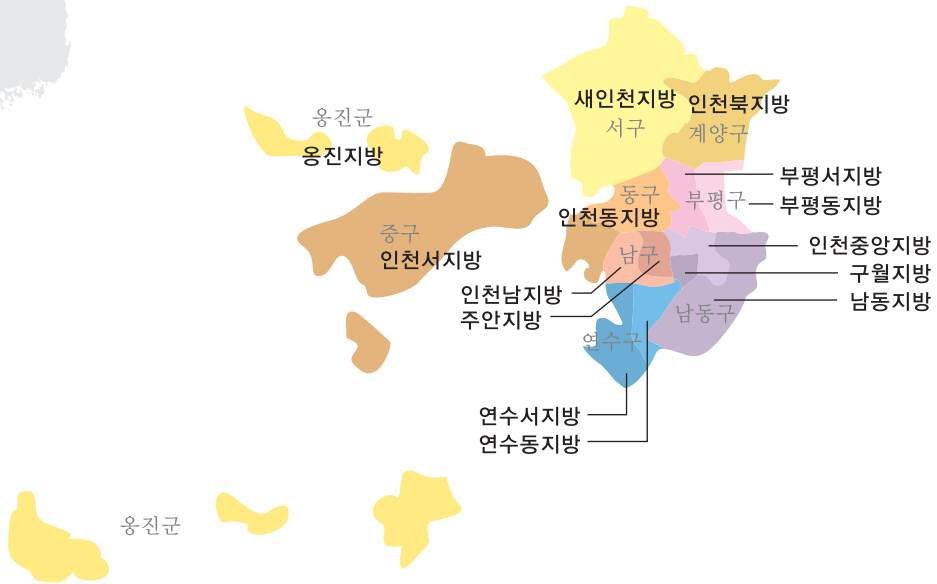 새인천지방
서구
인천북지방
계양구
옹진군
옹진지방
부평서지방
동구
부평구
부평동지방
인천동지방
중구
인천서지방
인천중앙지방
남구
구월지방
인천남지방
남동지방
주안지방
남동구
연수구
연수서지방
연수동지방
옹진군